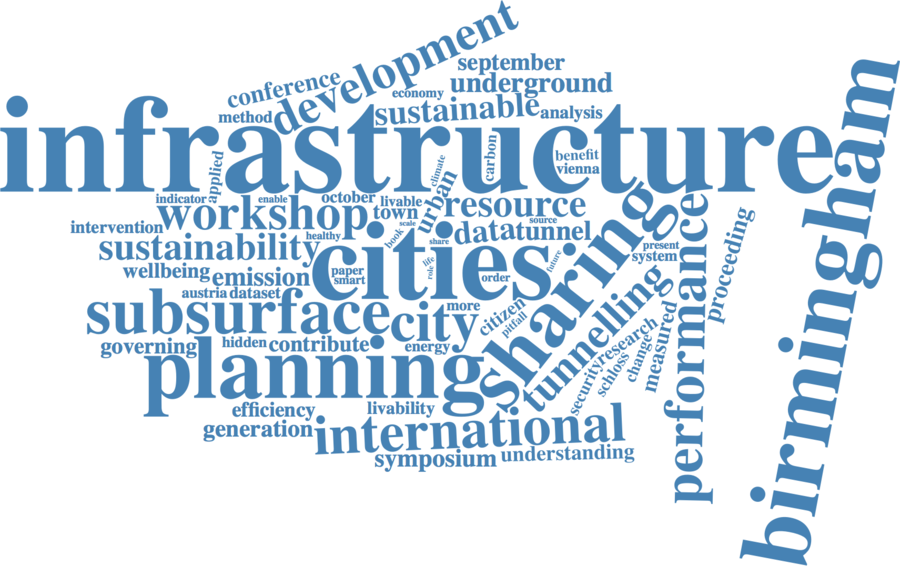 development
september
conference
underground
economy
method
sustainable
analysis
infrastructure
birmingham
carbon
benefit
vienna
climate
applied
indicator
enable
october
livable
urban
resource
workshop
town
scale
source
intervention
healthy
book
share
data
tunnel
sharing
performance
proceeding
sustainability
cities
present
system
wellbeing
emission
paper
smart
life
role
order
future
tunnelling
austria
dataset
subsurface
city
more
citizen
pitfall
governing
hidden
contribute
energy
security
research
schloss
change
measured
planning
efficiency
livability
generation
international
symposium
understanding